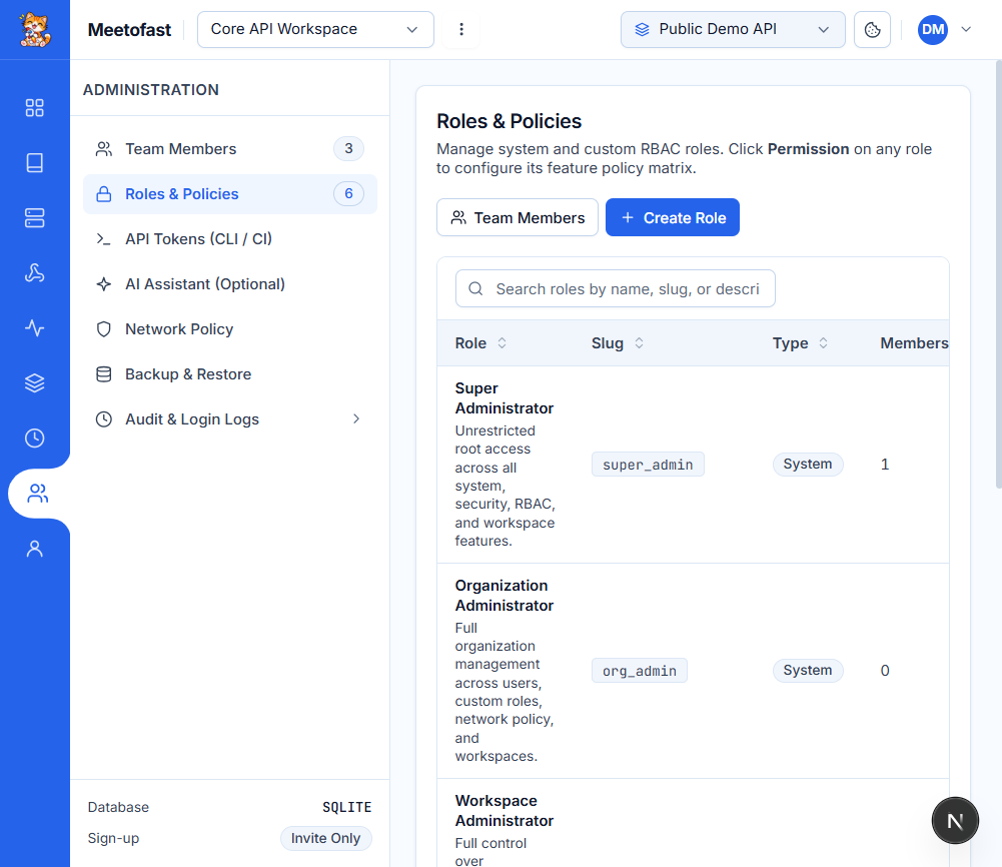 Meetofast
Core API Workspace
Public Demo API
DM
ADMINISTRATION
Team Members 3
Roles & Policies 6
API Tokens (CLI / CI)
AI Assistant (Optional)
Network Policy
Backup & Restore
Audit & Login Logs
Database SQLITE
Sign-up Invite Only
Roles & Policies
Manage system and custom RBAC roles. Click Permission on any role
to configure its feature policy matrix.
Team Members
Create Role
Search roles by name, slug, or descri
Role Slug Type Members
Super
Administrator
Unrestricted
root access
across all
system,
security, RBAC,
and workspace
features.
super_admin System 1
Organization
Administrator
Full
organization
management
across users,
custom roles,
network policy,
and
workspaces.
org_admin System 0
Workspace
Administrator
Full control
over
N